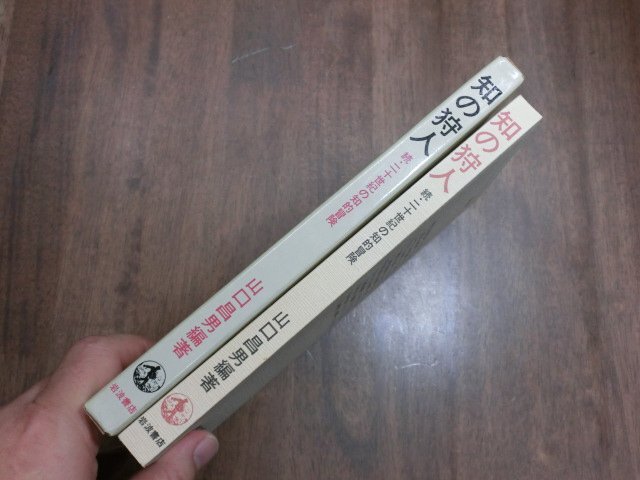 知の狩人
続・二十世紀の知的冒険
山口昌男編著
岩波書店
知の狩人
続・二十世紀の知的冒険
山口昌男編著
岩波書店